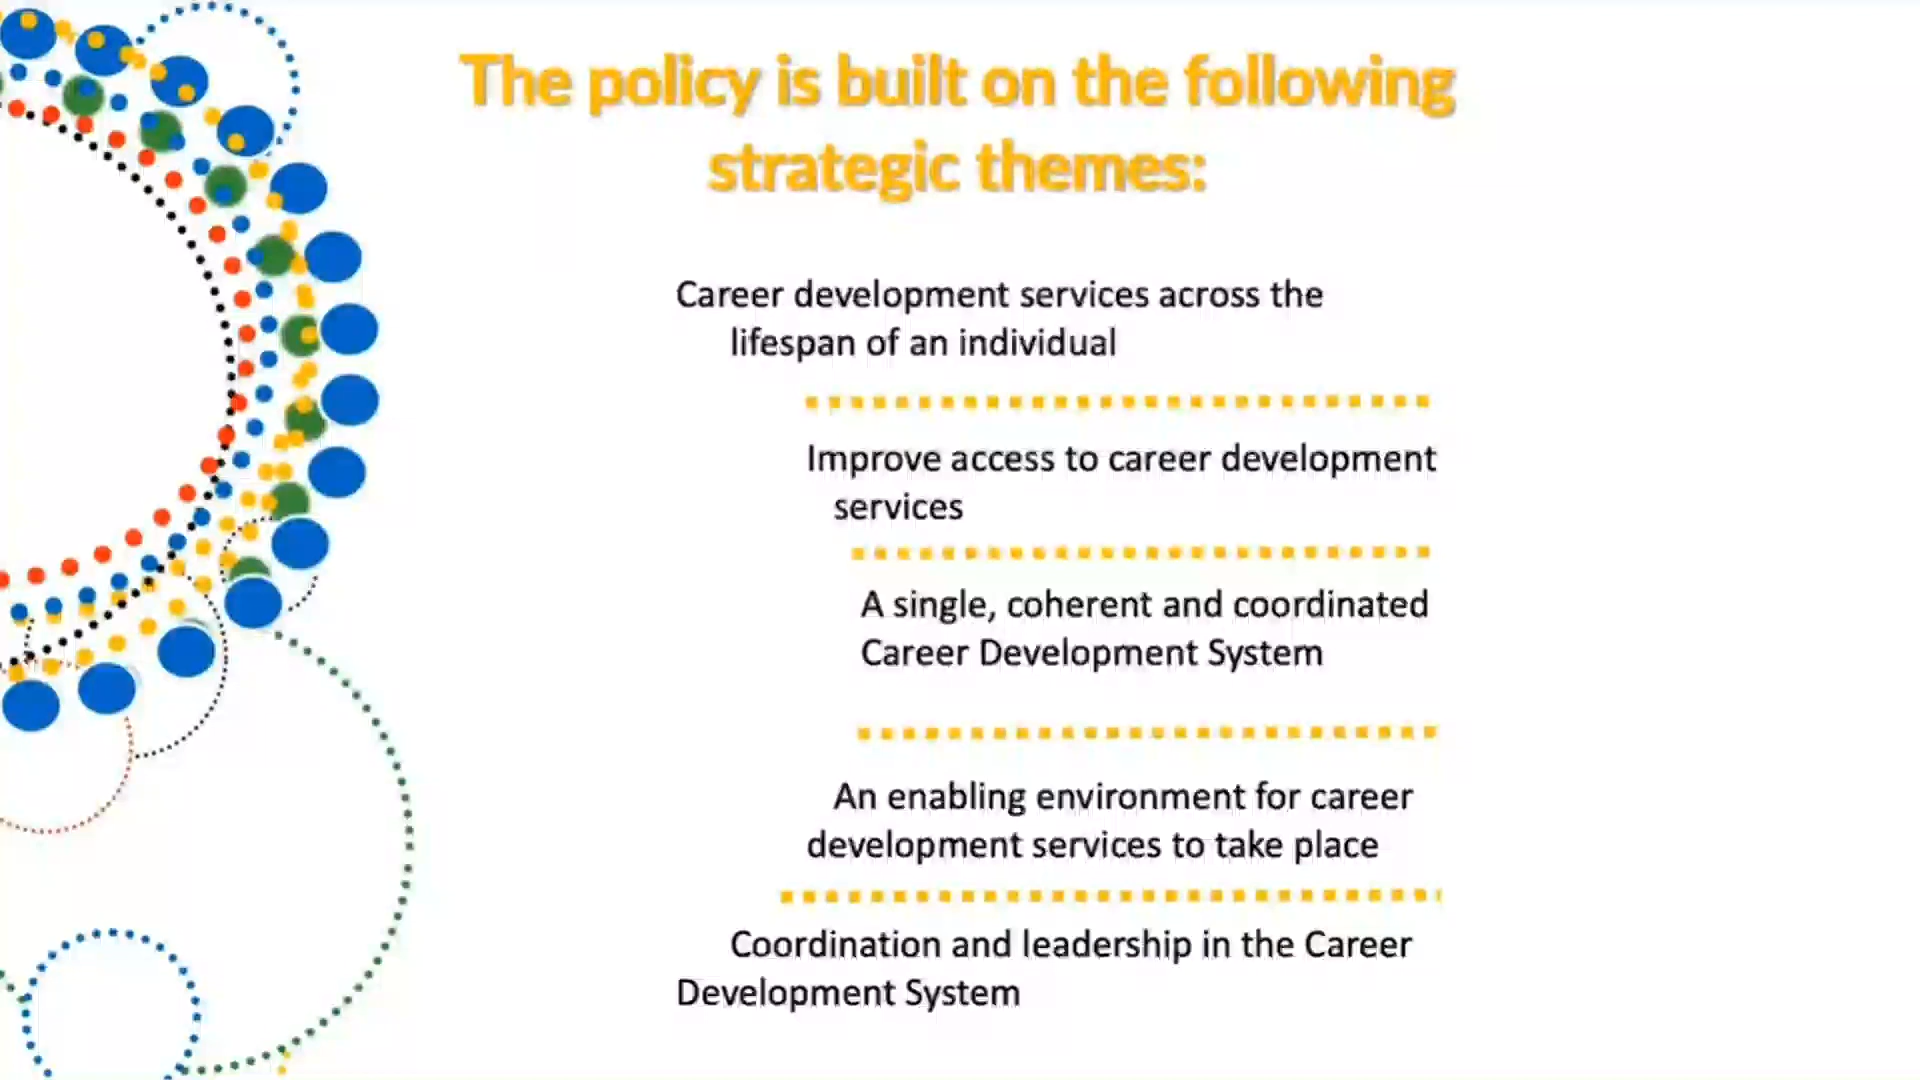 The policy is built on the following
strategic themes:
Career development services across the
lifespan of an individual
Improve access to career development
services
A single, coherent and coordinated
Career Development System
An enabling environment for career
development services to take place
Coordination and leadership in the Career
Development System